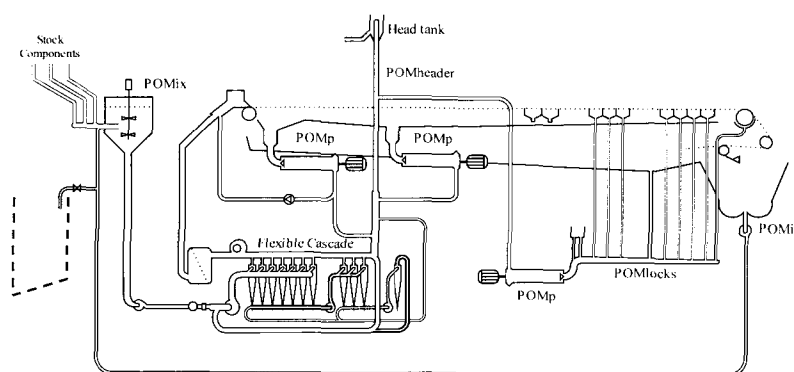 Stock
Components
POMix
Head tank
POMheader
POMp
POMp
Flexible Cascade
POMp
POMlocks
POMi